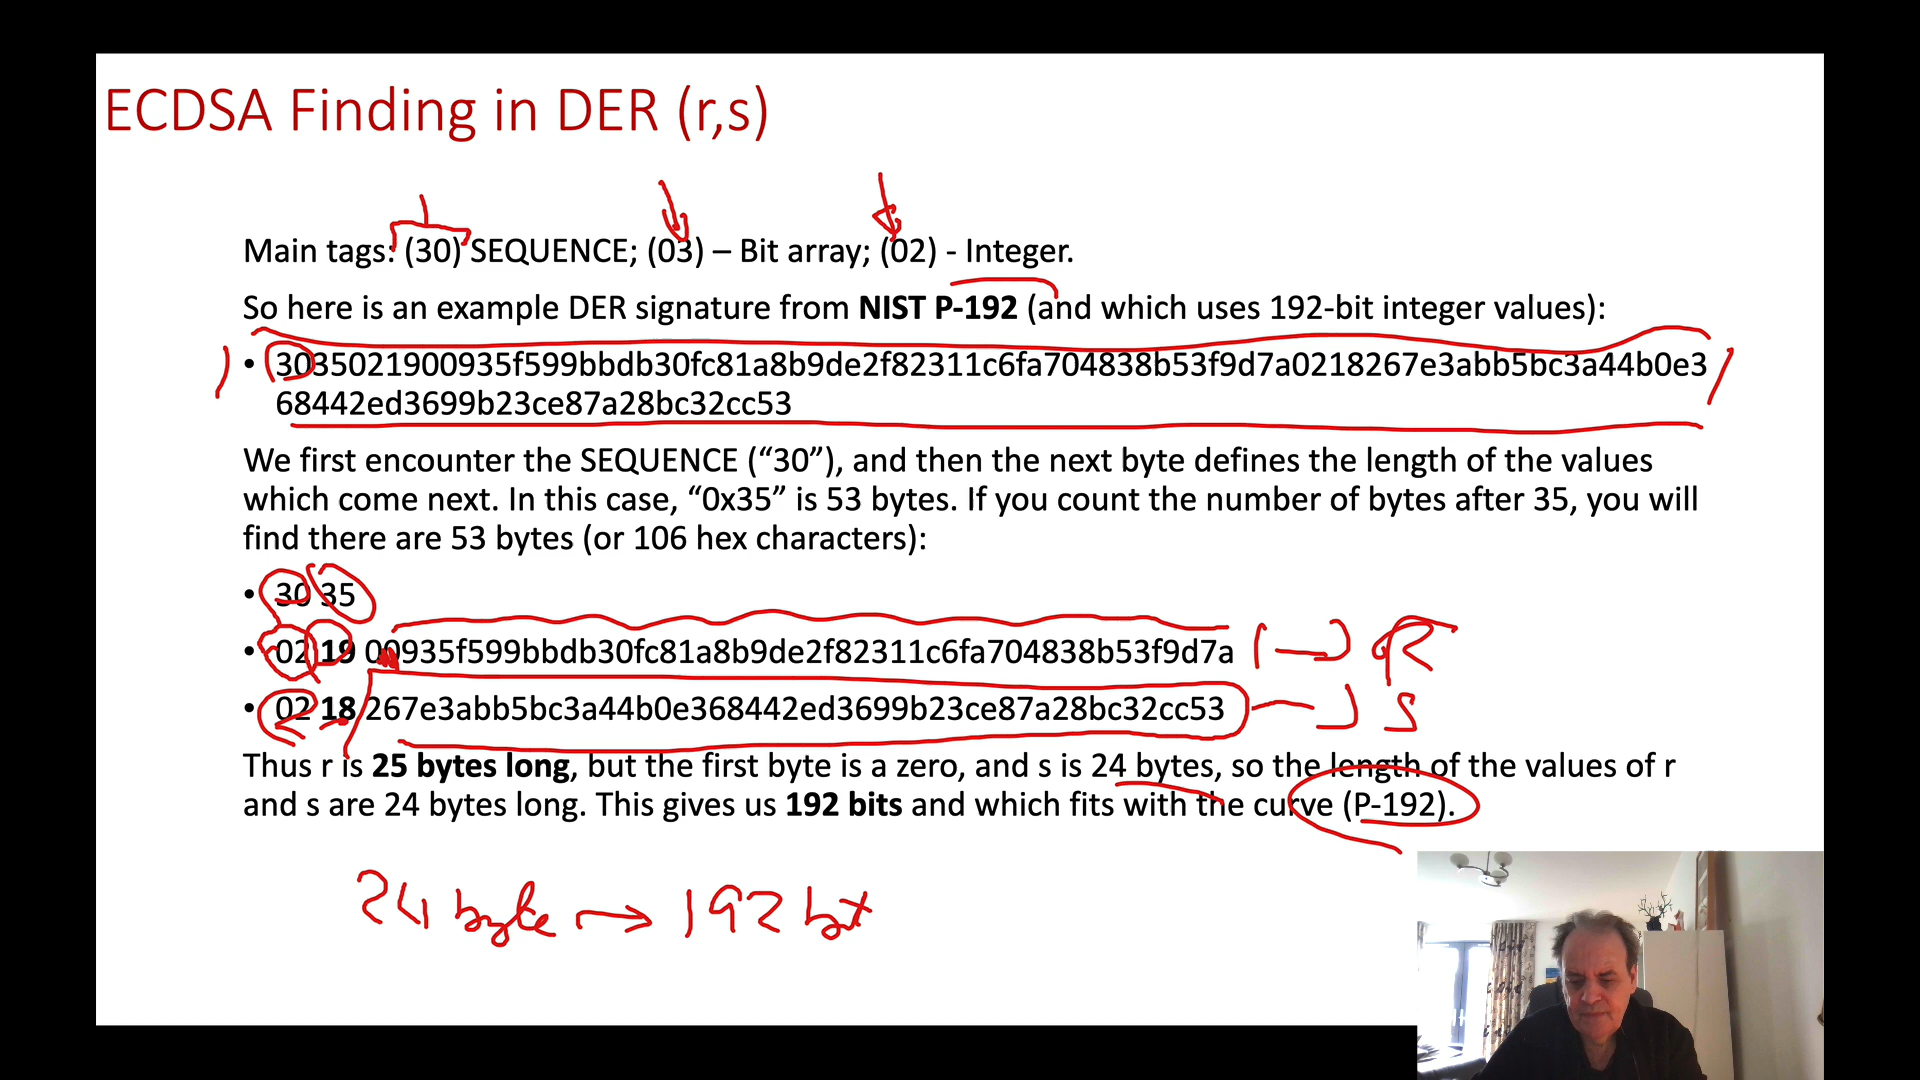 ECDSA Finding in DER (r,s)
Main tags: (30) SEQUENCE; (03) – Bit array; (02) - Integer.
So here is an example DER signature from NIST P-192 (and which uses 192-bit integer values):
• 3035021900935f599bbdb30fc81a8b9de2f82311c6fa704838b53f9d7a0218267e3abb5bc3a44b0e3
68442ed3699b23ce87a28bc32cc53
We first encounter the SEQUENCE (“30”), and then the next byte defines the length of the values
which come next. In this case, “0x35” is 53 bytes. If you count the number of bytes after 35, you will
find there are 53 bytes (or 106 hex characters):
• 30 35
• 02 19 00935f599bbdb30fc81a8b9de2f82311c6fa704838b53f9d7a R
• 02 18 267e3abb5bc3a44b0e368442ed3699b23ce87a28bc32cc53 S
Thus r is 25 bytes long, but the first byte is a zero, and s is 24 bytes, so the length of the values of r
and s are 24 bytes long. This gives us 192 bits and which fits with the curve (P-192).
24 byte → 192 bit